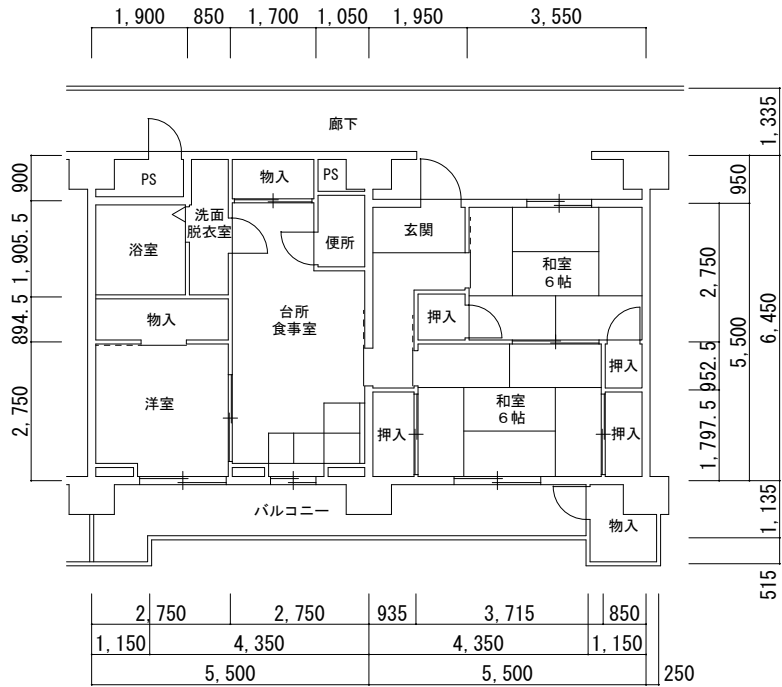 1,900 850 1,700 1,050 1,950 3,550
廊下
1,335
900
PS
物入
PS
950
1,905.5
浴室
洗面
脱衣室
便所
玄関
和室
6帖
2,750
894.5
物入
台所
食事室
押入
5,500
6,450
2,750
洋室
押入
952.5
和室
6帖
押入
押入
1,797.5
バルコニー
物入
1,135
515
2,750 2,750 935 3,715 850
1,150 4,350 4,350 1,150
5,500 5,500 250